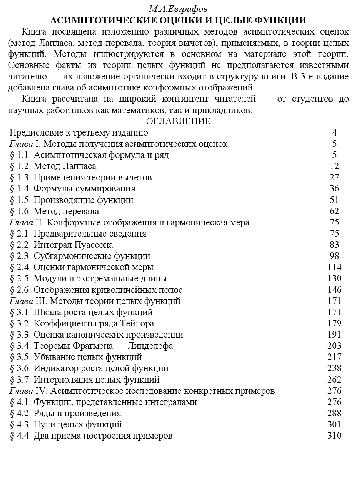 М.А.Евграфов
АСИМПТОТИЧЕСКИЕ ОЦЕНКИ И ЦЕЛЫЕ ФУНКЦИИ
Книга посвящена изложению различных методов асимптотических оценок
(метод Лапласа, метод перевала, теория вычетов), применяемых, в теории целых
функций. Методы иллюстрируются в основном на материале этой теории.
Основные факты из теории целых функций не предполагаются известными
читателю — их изложение органически входит в структуру книги. В 3-е издание
добавлена глава об асимптотике конформных отображений.
Книга рассчитана на широкий контингент читателей — от студентов до
научных работников как математиков, так и прикладников.
ОГЛАВЛЕНИЕ
Предисловие к третьему изданию 4
Глава I. Методы получения асимптотических оценок 5
§ 1.1. Асимптотическая формула и ряд 5
§ 1.2. Метод Лапласа 12
§ 1.3. Применения теории вычетов 27
§ 1.4. Формулы суммирования 36
§ 1.5. Производящие функции 51
§ 1.6. Метод перевала 62
Глава II. Конформные отображения и гармоническая мера 75
§ 2.1. Предварительные сведения 75
§ 2.2. Интеграл Пуассона 83
§ 2.3. Субгармонические функции 98
§ 2.4. Оценки гармонической меры 114
§ 2.5. Модули и экстремальные длины 130
§ 2.6. Отображения криволинейных полос 146
Глава III. Методы теории целых функций 171
§ 3.1. Шкала роста целых функций 171
§ 3.2. Коэффициенты ряда Тейлора 179
§ 3.3. Оценка канонических произведений 191
§ 3.4. Теоремы Фрагмена — Линделефа 203
§ 3.5. Убывание целых функций 217
§ 3.6. Индикатор роста целой функции 238
§ 3.7. Интерполяция целых функций 262
Глава IV. Асимптотическое исследование конкретных примеров 276
§ 4.1. Функции, представленные интегралами 276
§ 4.2. Ряды и произведения 288
§ 4.3. Нули целых функций 301
§ 4.4. Два приема построения примеров 310